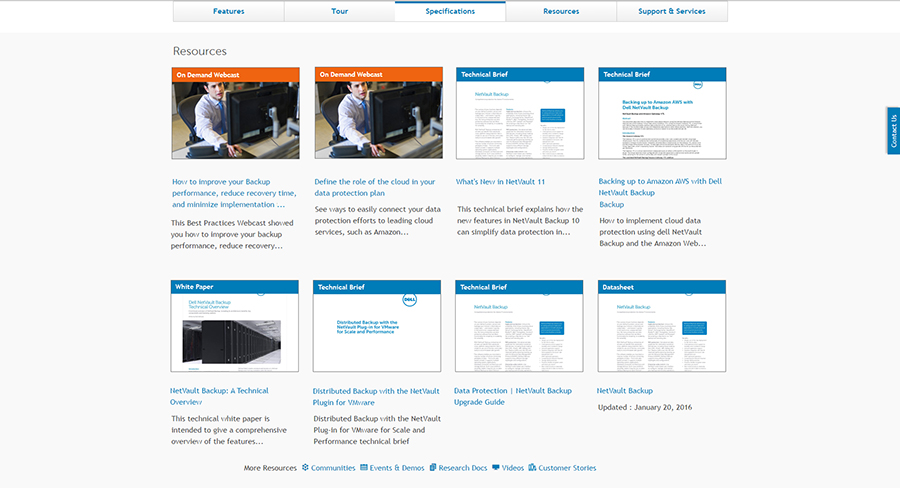 Features
Tour
Specifications
Resources
Support & Services
Resources
On Demand Webcast
On Demand Webcast
Technical Brief
NetVault Backup
Technical Brief
Backing up to Amazon AWS with
Dell NetVault Backup
How to improve your Backup
performance, reduce recovery time,
and minimize implementation ...
This Best Practices Webcast showed
you how to improve your backup
performance, reduce recovery...
Define the role of the cloud in your
data protection plan
See ways to easily connect your data
protection efforts to leading cloud
services, such as Amazon...
What's New in NetVault 11
This technical brief explains how the
new features in NetVault Backup 10
can simplify data protection in...
Backing up to Amazon AWS with Dell
NetVault Backup
Backup
How to implement cloud data
protection using dell NetVault
Backup and the Amazon Web...
Contact Us
White Paper
Dell NetVault Backup
Technical Overview
Technical Brief
DELL
Distributed Backup with the
NetVault Plug-in for VMware
for Scale and Performance
Technical Brief
NetVault Backup
Datasheet
NetVault Backup
NetVault Backup: A Technical
Overview
This technical white paper is
intended to give a comprehensive
overview of the features...
Distributed Backup with the NetVault
Plugin for VMware
Distributed Backup with the NetVault
Plug-in for VMware for Scale and
Performance technical brief
Data Protection | NetVault Backup
Upgrade Guide
NetVault Backup
Updated : January 20, 2016
More Resources Communities Events & Demos Research Docs Videos Customer Stories